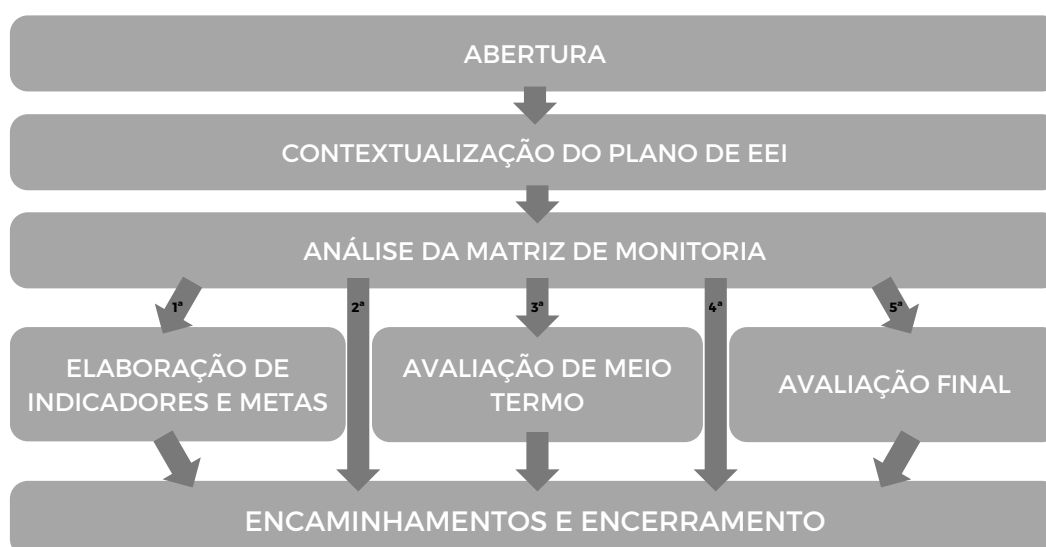 ABERTURA
CONTEXTUALIZAÇÃO DO PLANO DE EEI
ANÁLISE DA MATRIZ DE MONITORIA
1ª
2ª
3ª
4ª
5ª
ELABORAÇÃO DE
INDICADORES E METAS
AVALIAÇÃO DE MEIO
TERMO
AVALIAÇÃO FINAL
ENCAMINHAMENTOS E ENCERRAMENTO